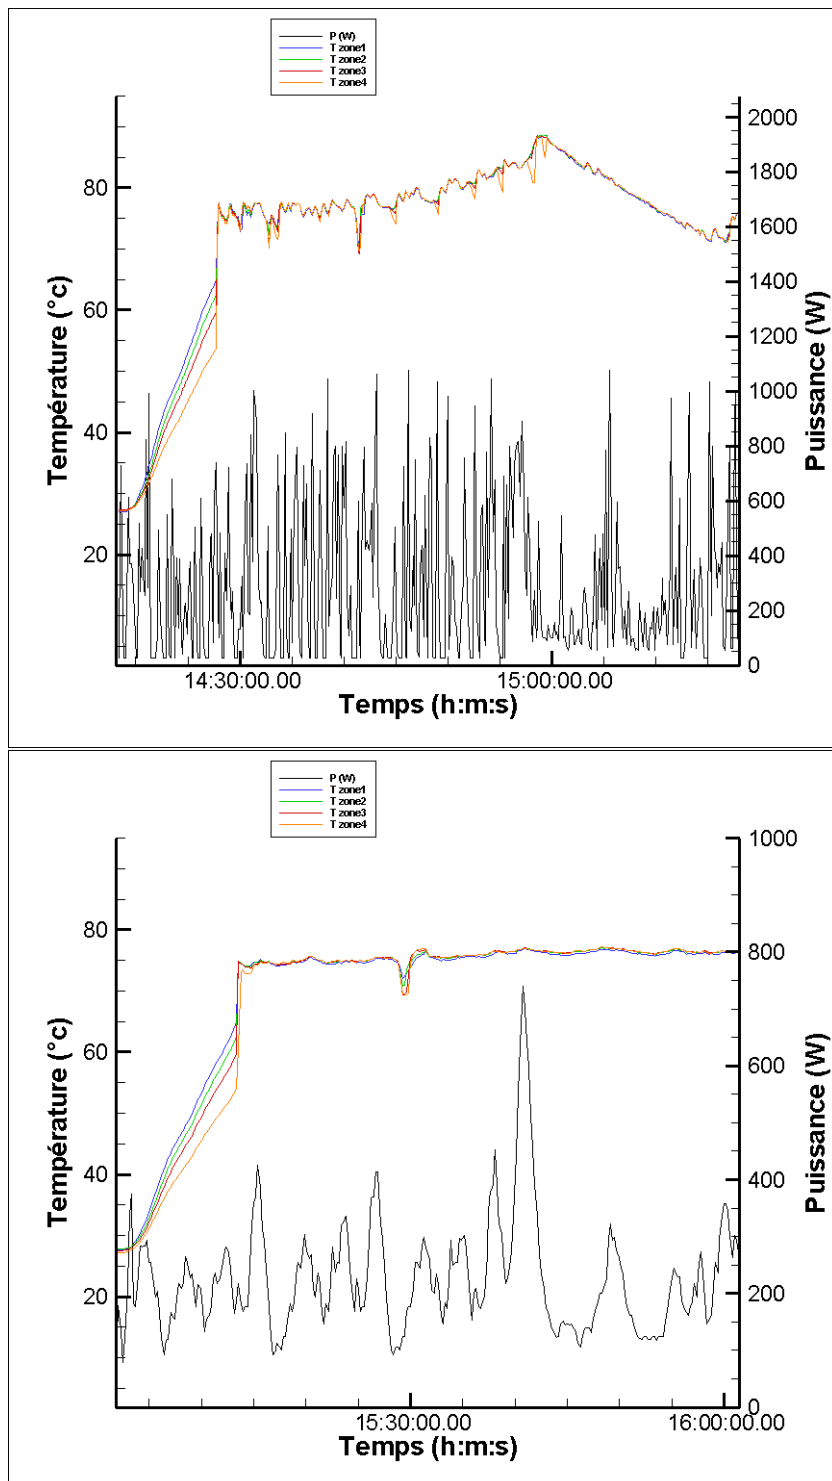 P (W)
T zone1
T zone2
T zone3
T zone4
Température (°c)
80
60
40
20
2000
1800
1600
1400
1200
1000
800
600
400
200
0
Puissance (W)
14:30:00.00
15:00:00.00
Temps (h:m:s)
P (W)
T zone1
T zone2
T zone3
T zone4
Température (°c)
80
60
40
20
1000
800
600
400
200
0
Puissance (W)
15:30:00.00
16:00:00.00
Temps (h:m:s)